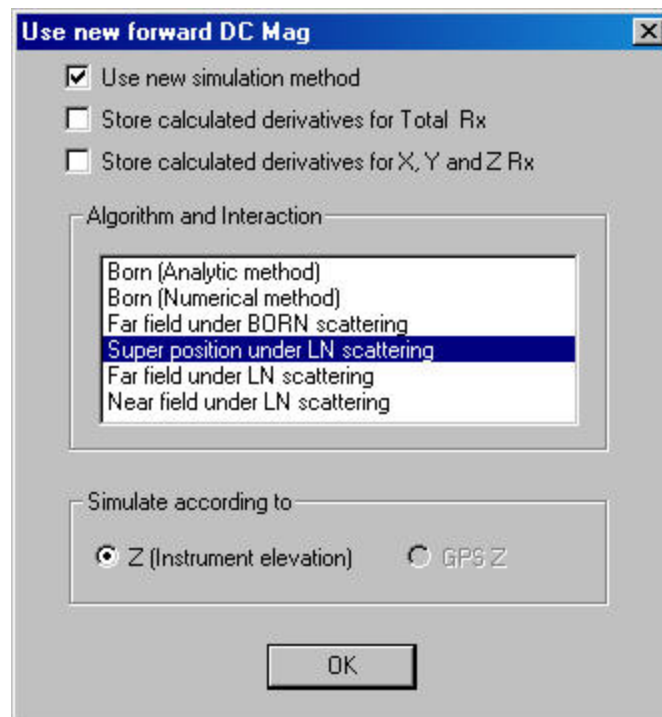 Use new forward DC Mag
Use new simulation method
Store calculated derivatives for Total Rx
Store calculated derivatives for X, Y and Z Rx
Algorithm and Interaction
Born (Analytic method)
Born (Numerical method)
Far field under BORN scattering
Super position under LN scattering
Far field under LN scattering
Near field under LN scattering
Simulate according to
Z (Instrument elevation) GPS Z
OK